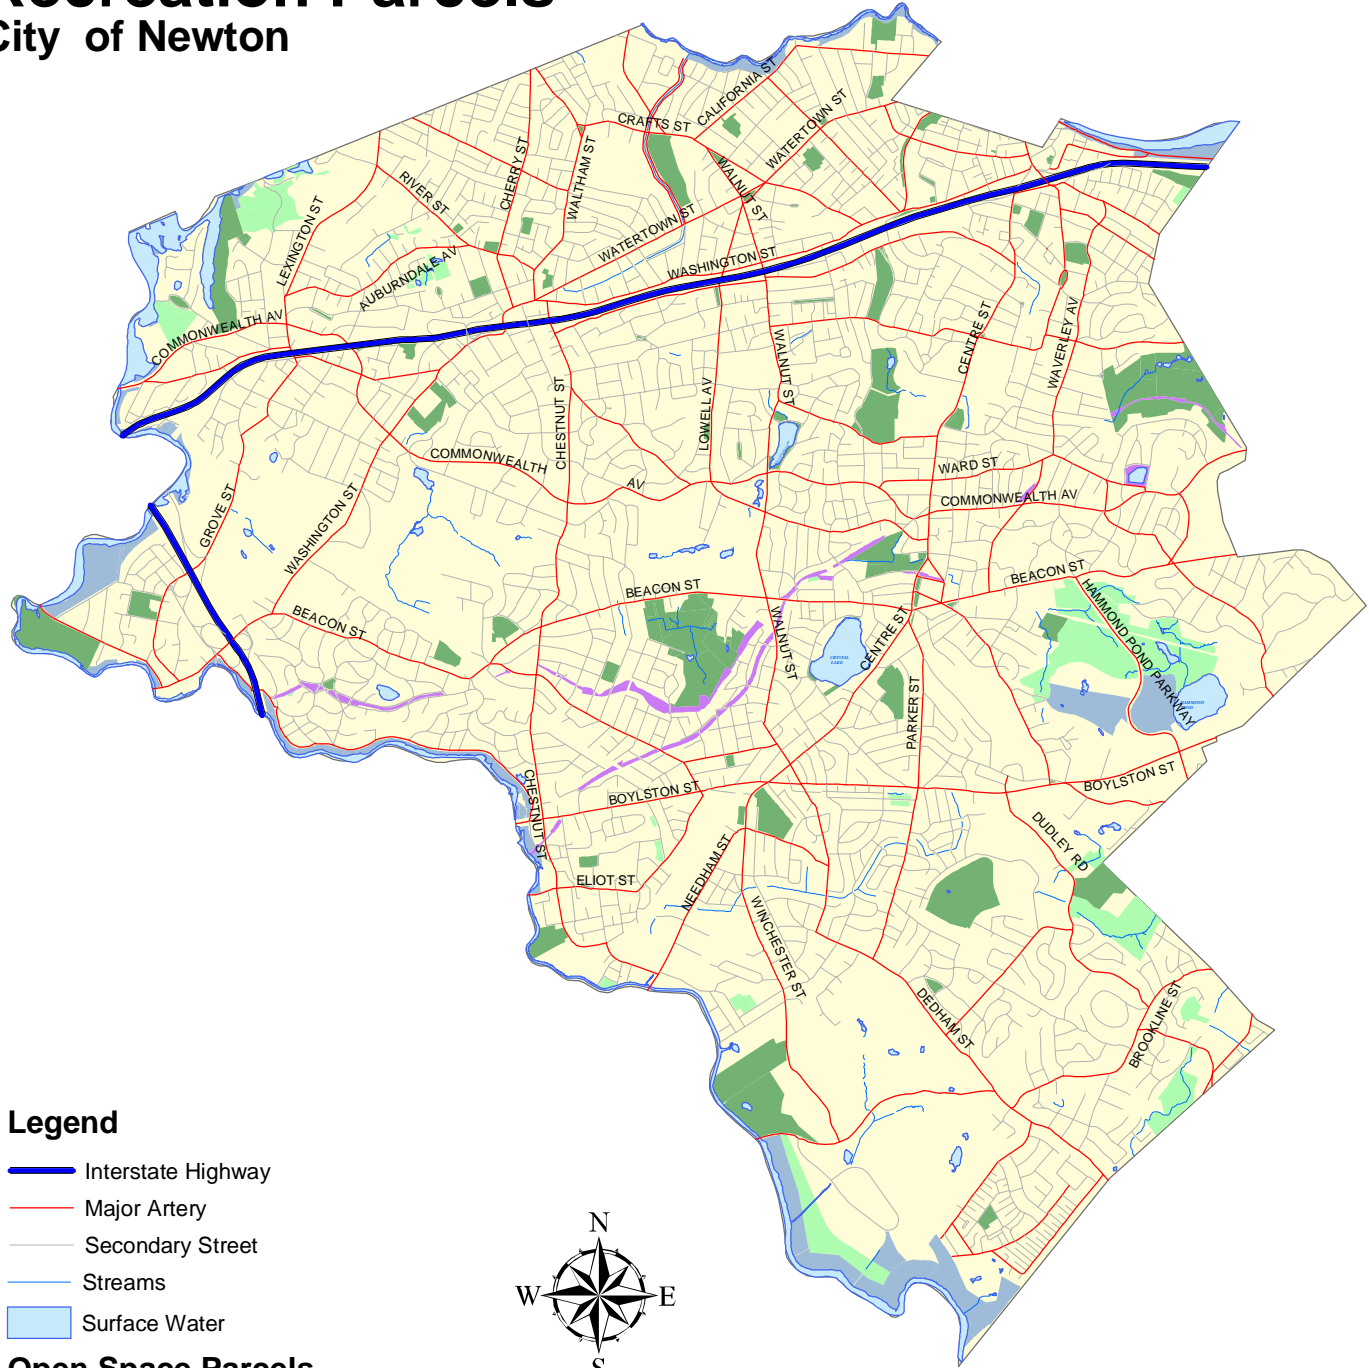 Recreation Parcels
City of Newton
CALIFORNIA ST
CRAFTS ST
WATERTOWN ST
CHERRY ST
WALTHAM ST
WALNUT ST
RIVER ST
LEXINGTON ST
WATERTOWN ST
AUBURNDALE AV
WASHINGTON ST
COMMONWEALTH AV
CENTRE ST
WAVERLEY AV
WALNUT ST
CHESTNUT ST
LOWELL AV
COMMONWEALTH
AV
WARD ST
COMMONWEALTH AV
GROVE ST
WASHINGTON ST
BEACON ST
BEACON ST
BEACON ST
HAMMOND POND PARKWAY
WALNUT ST
CENTRE ST
CRYSTAL
LAKE
PARKER ST
HAMMOND
POND
CHESTNUT ST
BOYLSTON ST
BOYLSTON ST
DUDLEY RD
NEEDHAM ST
ELIOT ST
WINCHESTER ST
DEDHAM ST
BROOKLINE ST
Legend
Interstate Highway
Major Artery
Secondary Street
Streams
Surface Water
Open Space Parcels
N
W
E
S